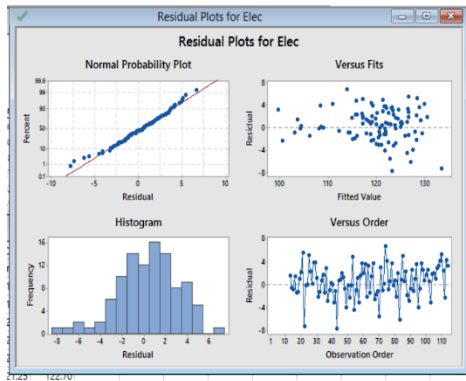 Residual Plots for Elec
Residual Plots for Elec
Normal Probability Plot
99.9
99
90
50
10
1
0.1
Percent
-10 -5 0 5 10
Residual
Versus Fits
8
4
0
-4
-8
Residual
100 110 120 130
Fitted Value
Histogram
16
12
8
4
0
Frequency
-8 -6 -4 -2 0 2 4 6
Residual
Versus Order
8
4
0
-4
-8
Residual
1 10 20 30 40 50 60 70 80 90 100 110
Observation Order
122.70